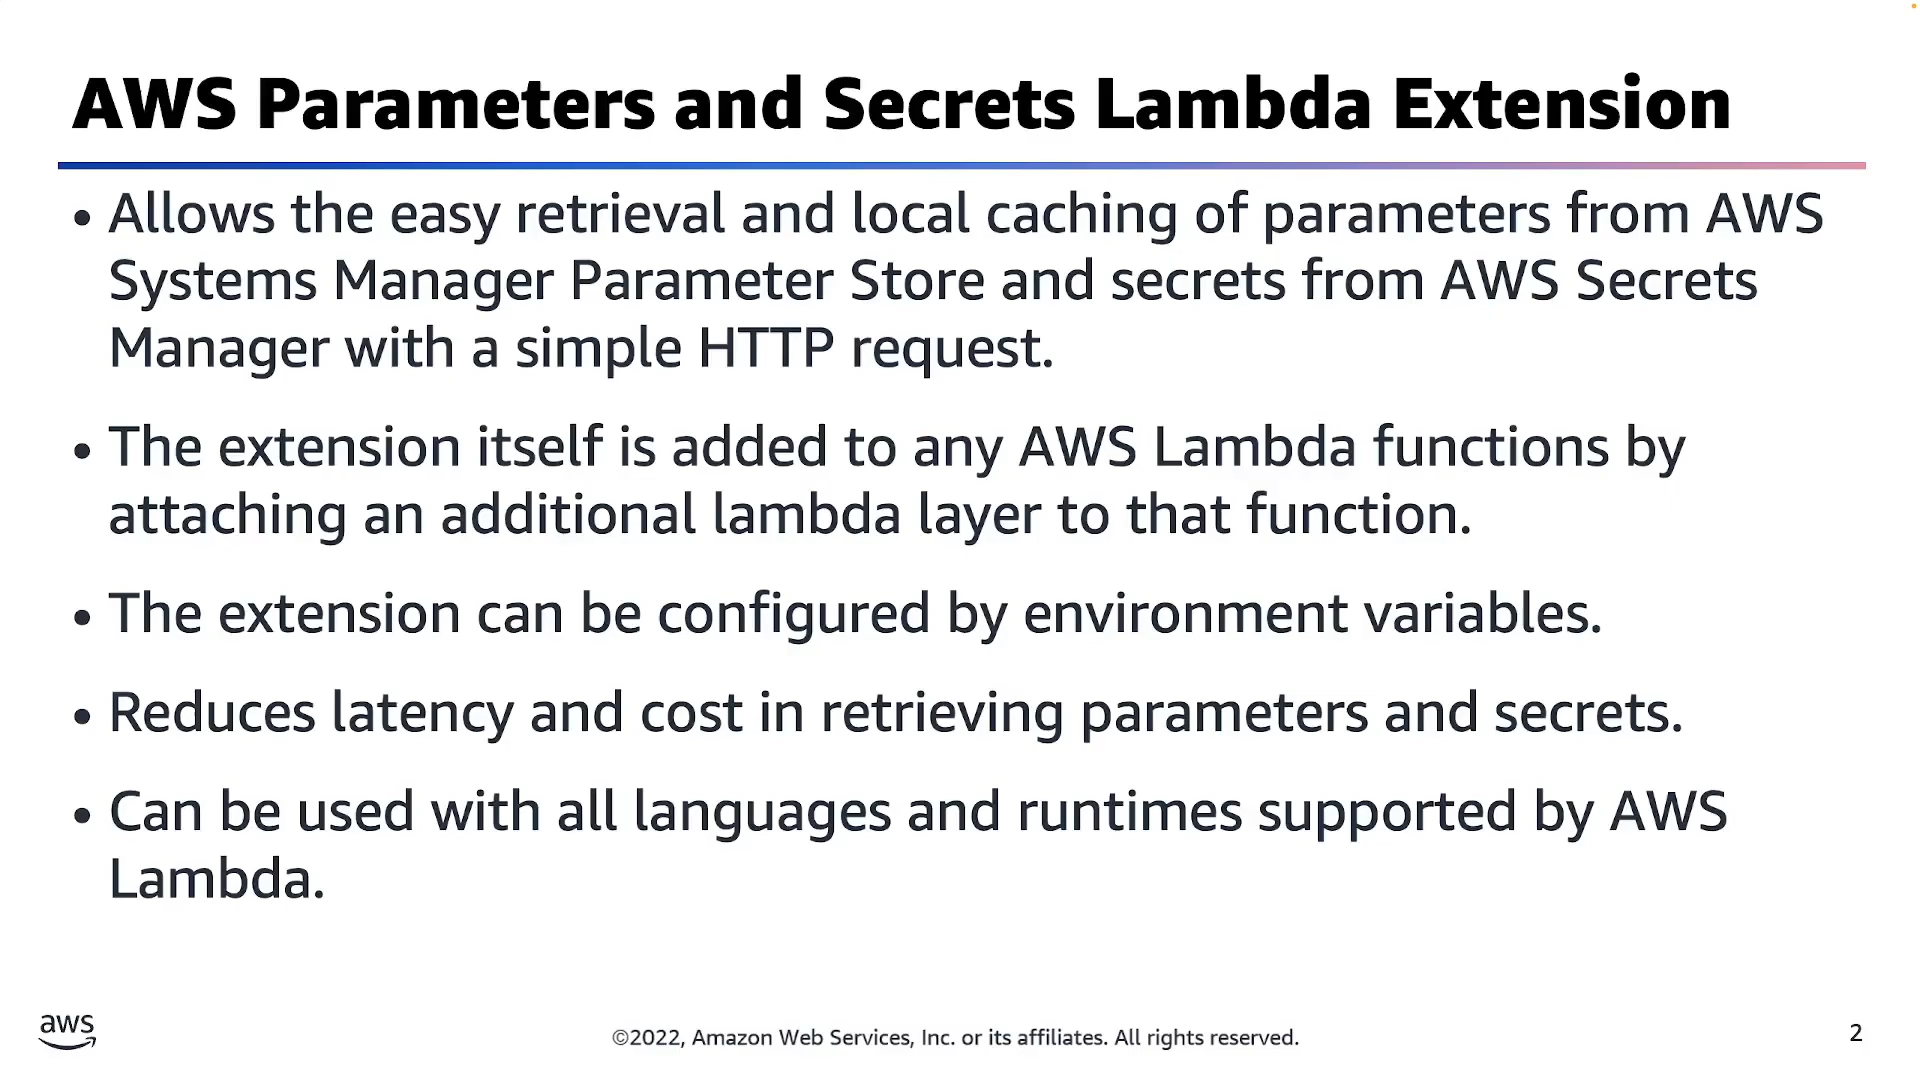 AWS Parameters and Secrets Lambda Extension
• Allows the easy retrieval and local caching of parameters from AWS
Systems Manager Parameter Store and secrets from AWS Secrets
Manager with a simple HTTP request.
• The extension itself is added to any AWS Lambda functions by
attaching an additional lambda layer to that function.
• The extension can be configured by environment variables.
• Reduces latency and cost in retrieving parameters and secrets.
• Can be used with all languages and runtimes supported by AWS
Lambda.
aws
©2022, Amazon Web Services, Inc. or its affiliates. All rights reserved.
2